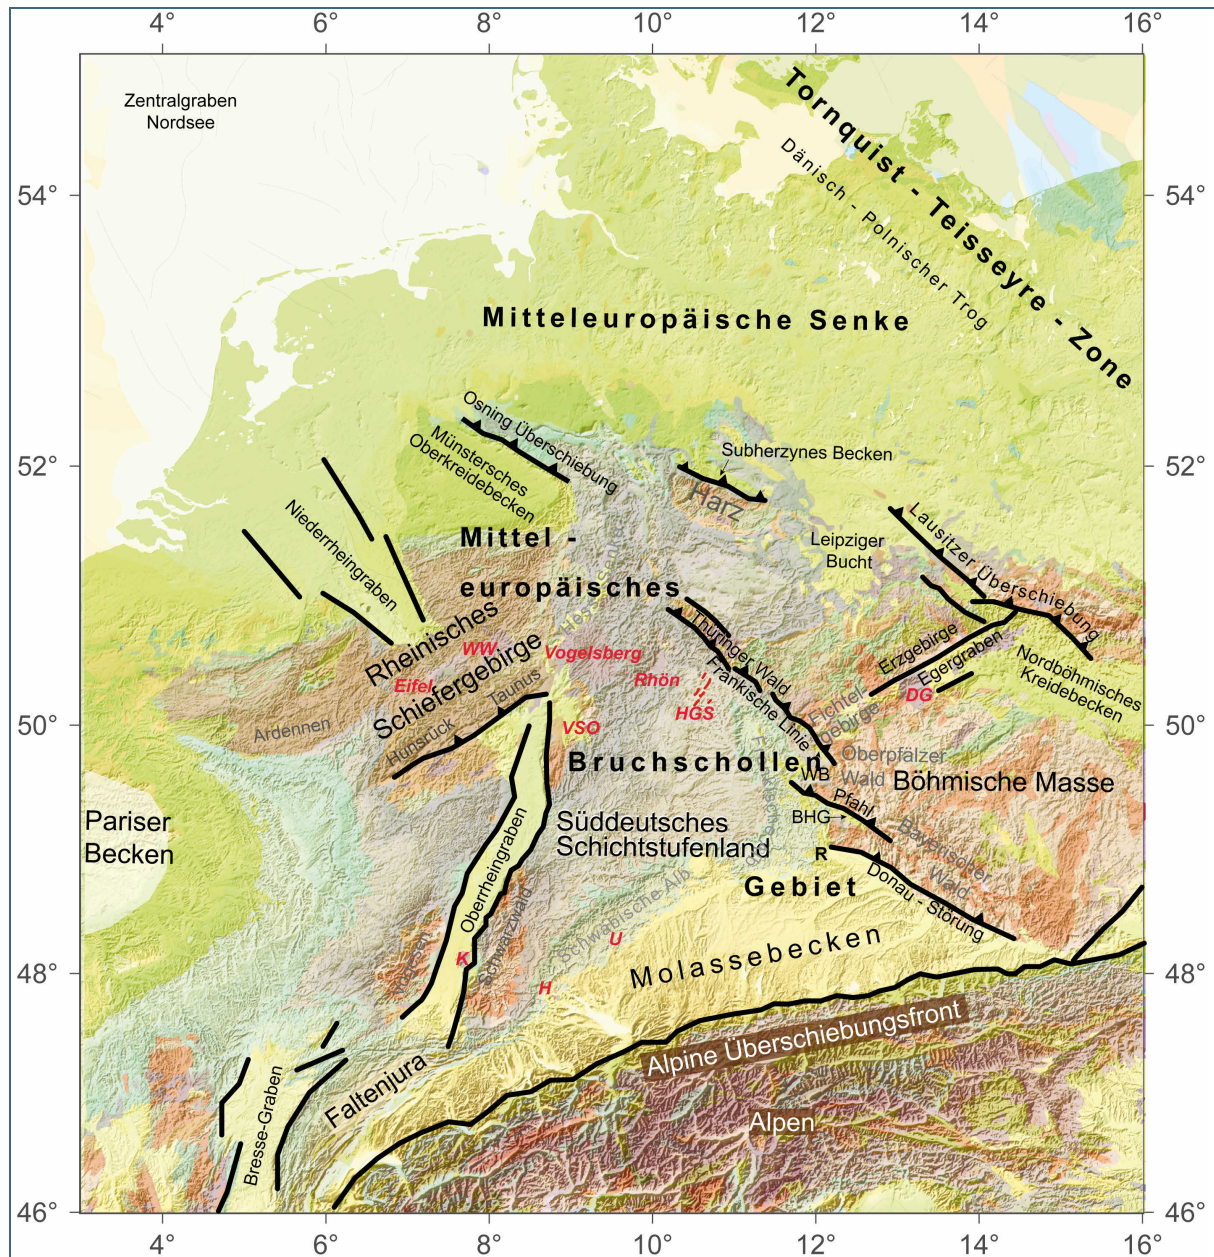 4° 6° 8° 10° 12° 14° 16°
Zentralgraben
Nordsee
Tornquist - Teisseyre - Zone
Dänisch - Polnischer Trog
54° 54°
Mitteleuropäische Senke
Osning Überschiebung
Münstersches
Oberkreidebecken
Subherzynes Becken
52° 52°
Harz
Niederrheingraben
Lausitzer Überschiebung
Leipziger
Bucht
Mittel -
europäisches
Rheinisches
Schiefergebirge
WW
Vogelsberg
Eifel
Taunus
Hunsrück
Ardennen
Rhön
HGS
VSO
Thüringer Wald
Fränkische Linie
Erzgebirge
Egergraben
DG
Nordböhmisches
Kreidebecken
Fichtel-
gebirge
50° 50°
Bruchschollen
Oberpfälzer
Wald
WB
Böhmische Masse
Pfahl
BHG
Bayerischer
Wald
Pariser
Becken
Süddeutsches
Schichtstufenland
R
Gebiet
Donau - Störung
Oberrheingraben
Schwarzwald
Schwäbische Alb
U
K
H
48° 48°
Molassebecken
Alpine Überschiebungsfront
Faltenjura
Bresse-Graben
Alpen
46° 46°
4° 6° 8° 10° 12° 14° 16°